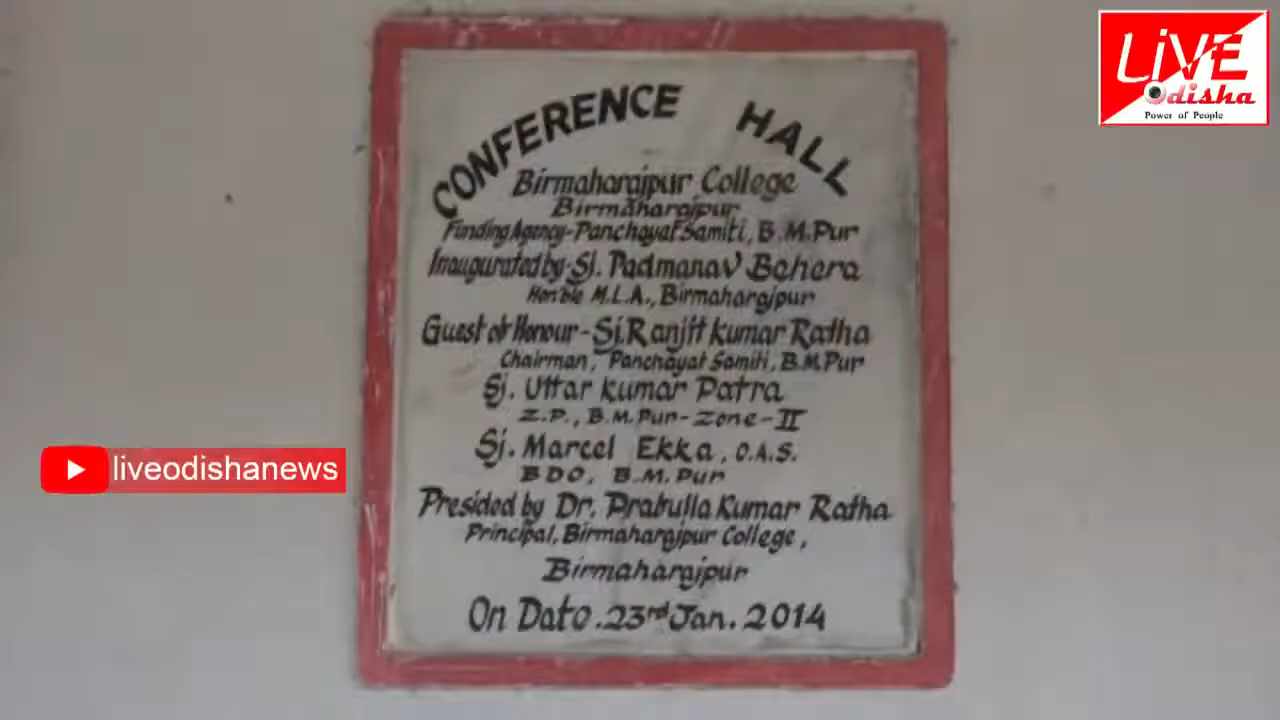 CONFERENCE HALL
Birmaharajpur College
Birmaharajpur
Funding Agency-Panchayat Samiti, B.M.Pur
Inaugurated by-Sj. Padmanav Behera
Hon'ble M.L.A., Birmaharajpur
Guest of Honour - Sj. Ranjit Kumar Ratha
Chairman, Panchayat Samiti, B.M.Pur
Sj. Uttar Kumar Patra
Z.P., B.M.Pur-Zone-II
Sj. Marcel Ekka, O.A.S.
BDO, B.M.Pur
Presided by Dr. Prafulla Kumar Ratha
Principal, Birmaharajpur College,
Birmaharajpur
On Date. 23rd Jan. 2014
LiVE
Odisha
Power of People
liveodishanews